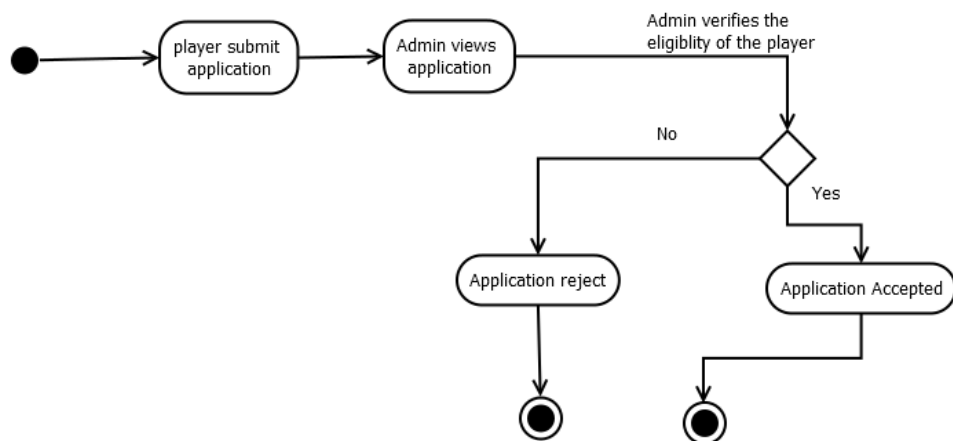 player submit
application
Admin views
application
Admin verifies the
eligiblity of the player
No
Yes
Application reject
Application Accepted